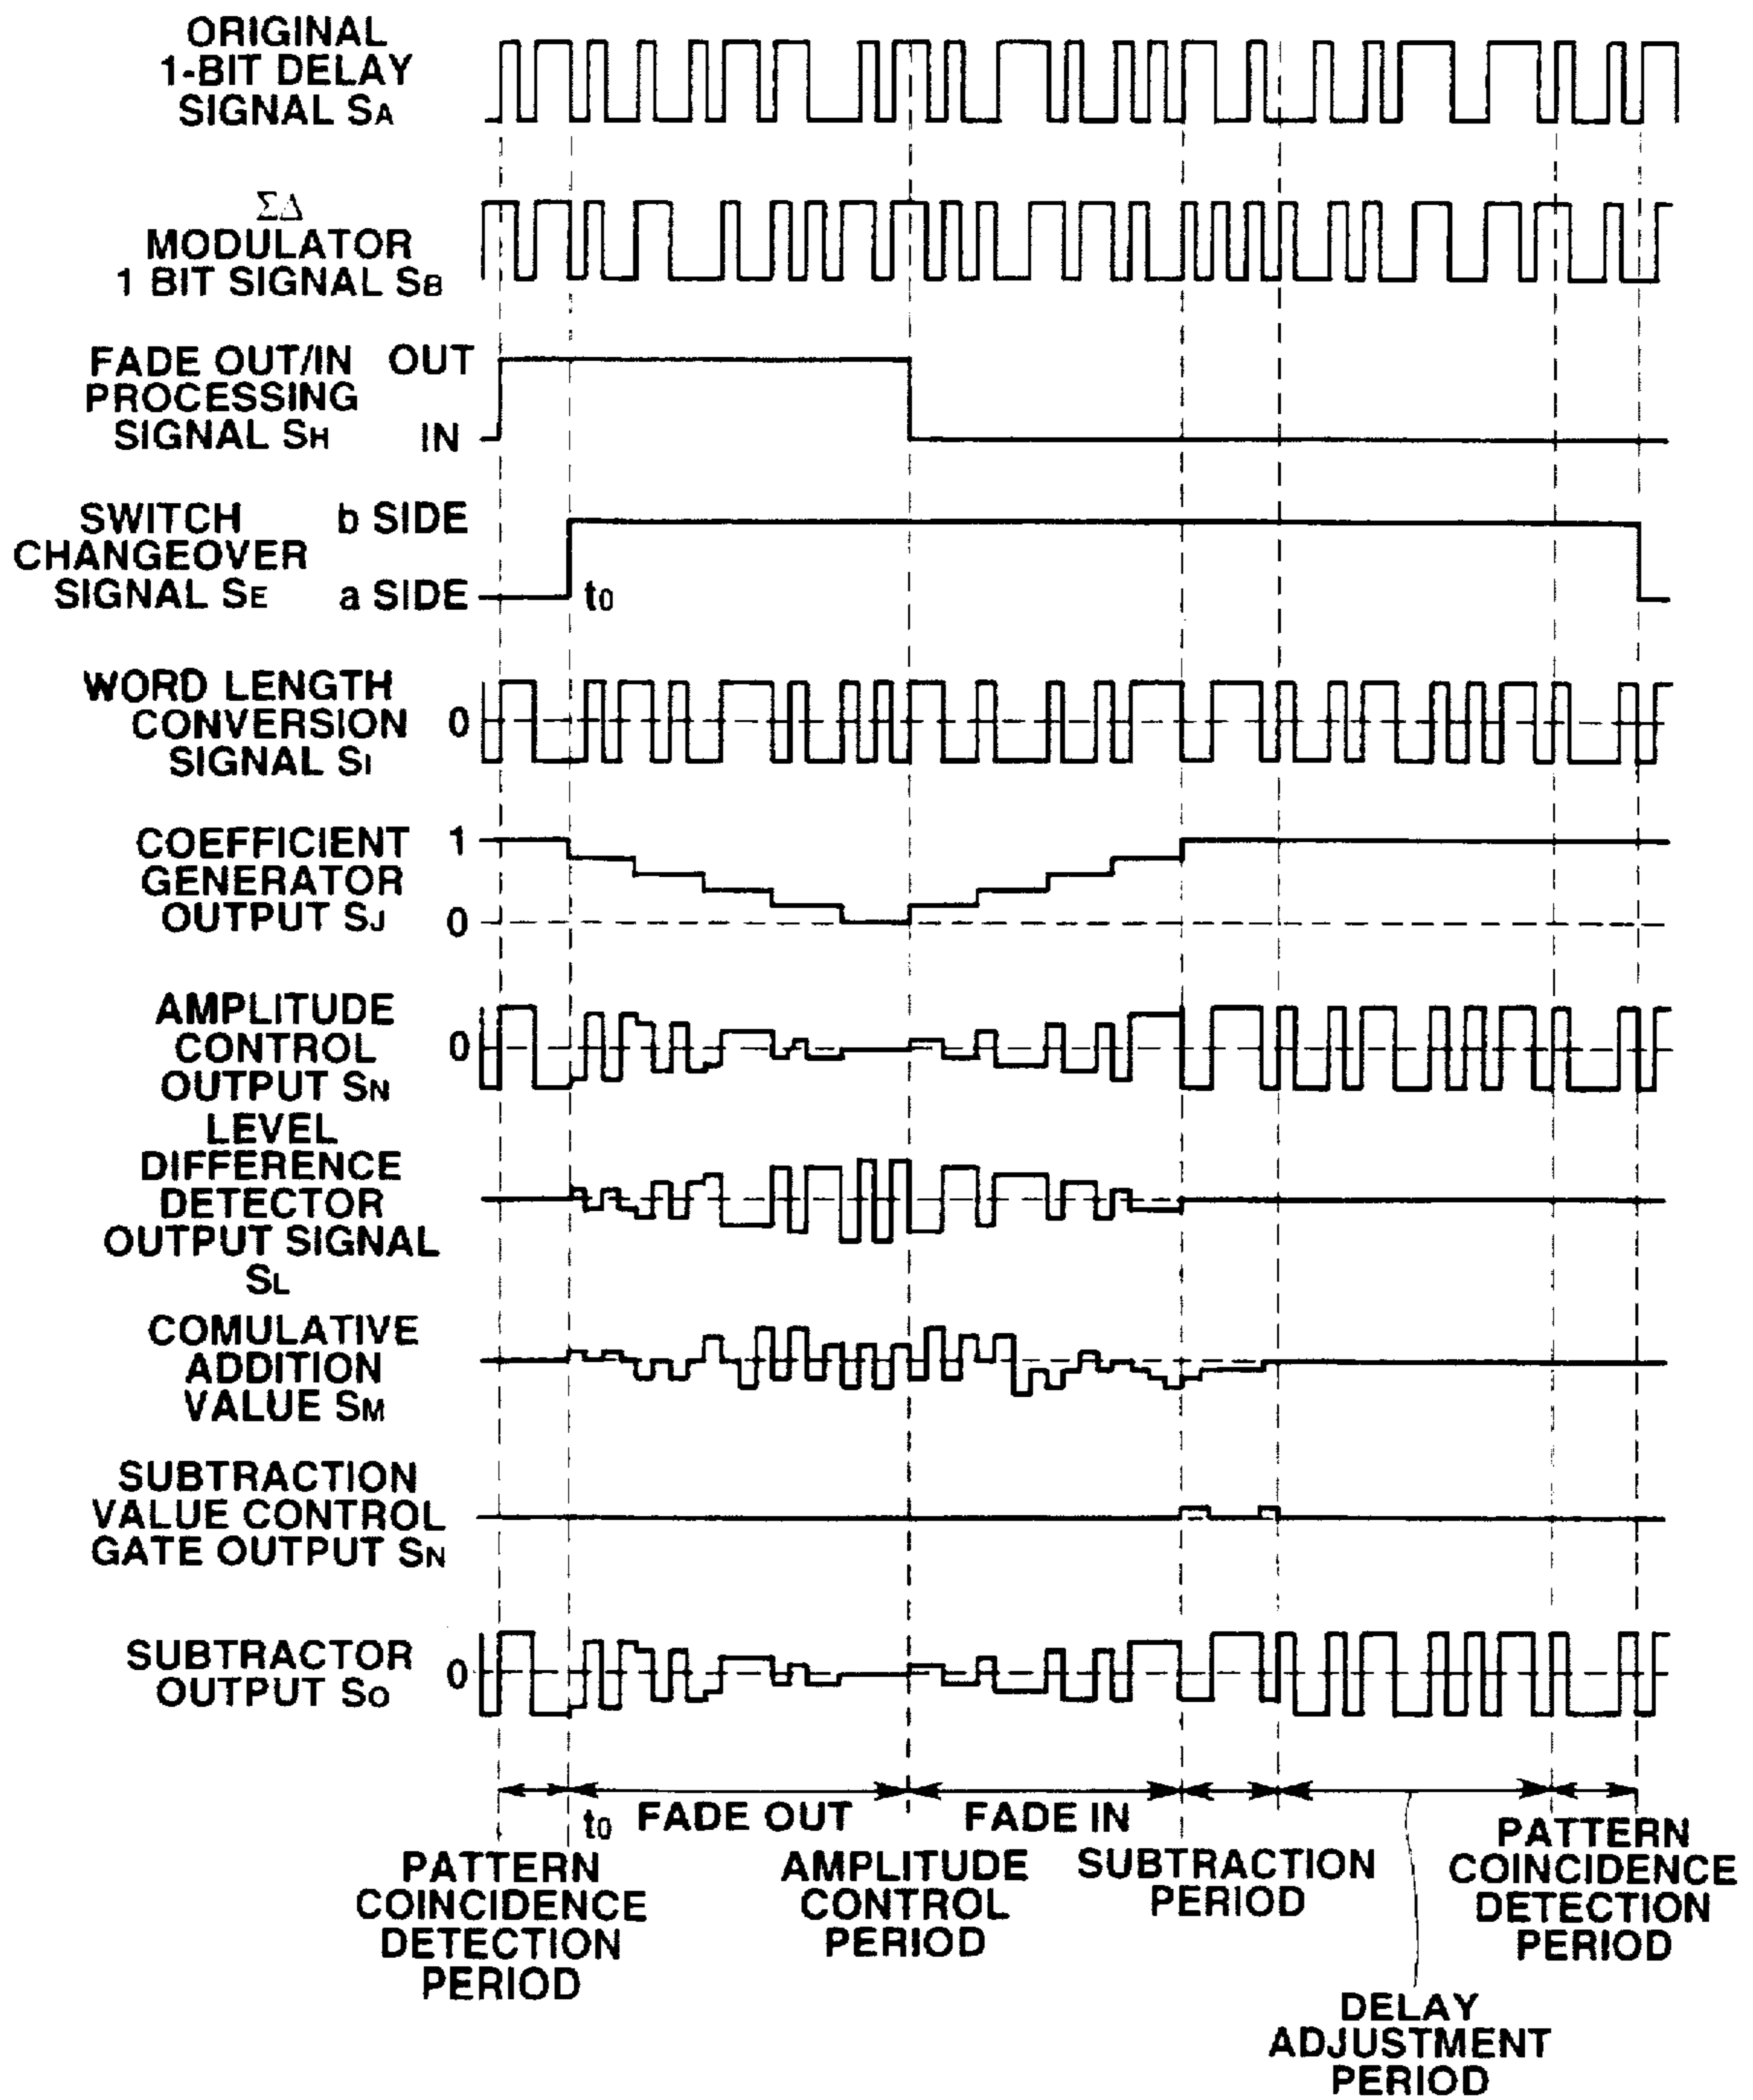 ORIGINAL
1-BIT DELAY
SIGNAL SA
ΣΔ
MODULATOR
1 BIT SIGNAL SB
FADE OUT/IN OUT
PROCESSING
SIGNAL SH IN
SWITCH b SIDE
CHANGEOVER
SIGNAL SE a SIDE t0
WORD LENGTH
CONVERSION 0
SIGNAL SI
COEFFICIENT 1
GENERATOR
OUTPUT SJ 0
AMPLITUDE
CONTROL 0
OUTPUT SN
LEVEL
DIFFERENCE
DETECTOR
OUTPUT SIGNAL
SL
COMULATIVE
ADDITION
VALUE SM
SUBTRACTION
VALUE CONTROL
GATE OUTPUT SN
SUBTRACTOR 0
OUTPUT SO
t0 FADE OUT FADE IN
PATTERN
COINCIDENCE
DETECTION
PERIOD
AMPLITUDE
CONTROL
PERIOD
SUBTRACTION
PERIOD
DELAY
ADJUSTMENT
PERIOD
PATTERN
COINCIDENCE
DETECTION
PERIOD